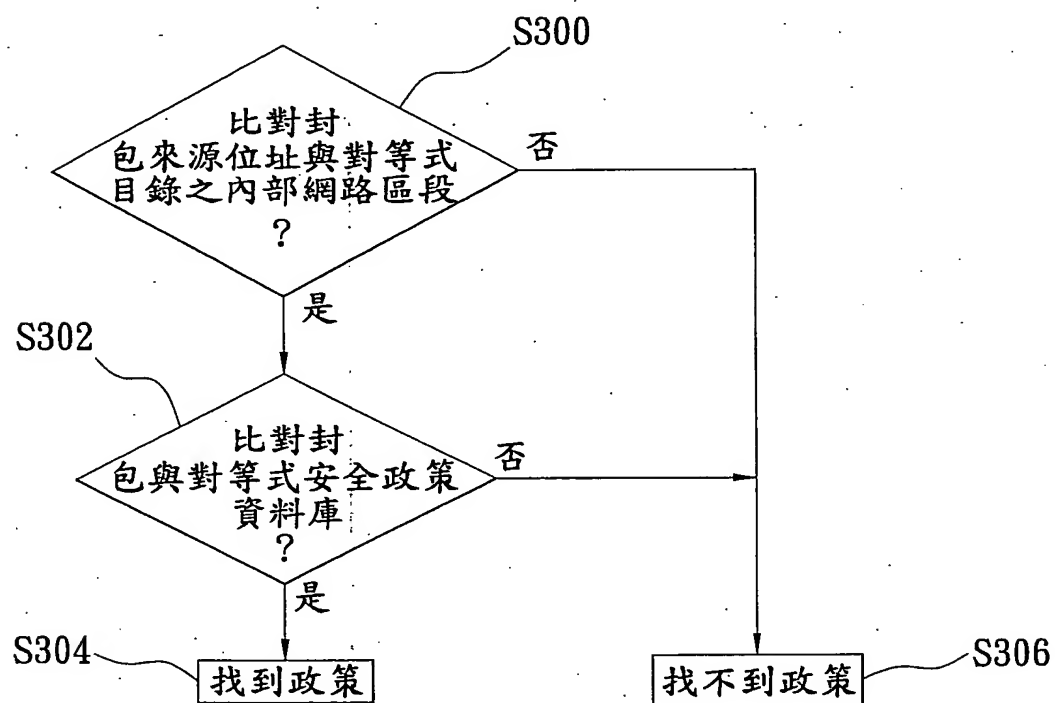 S300
比對封
包來源位址與對等式
目錄之內部網路區段
?
否
是
S302
比對封
包與對等式安全政策
資料庫
?
否
是
S304
找到政策
找不到政策
S306